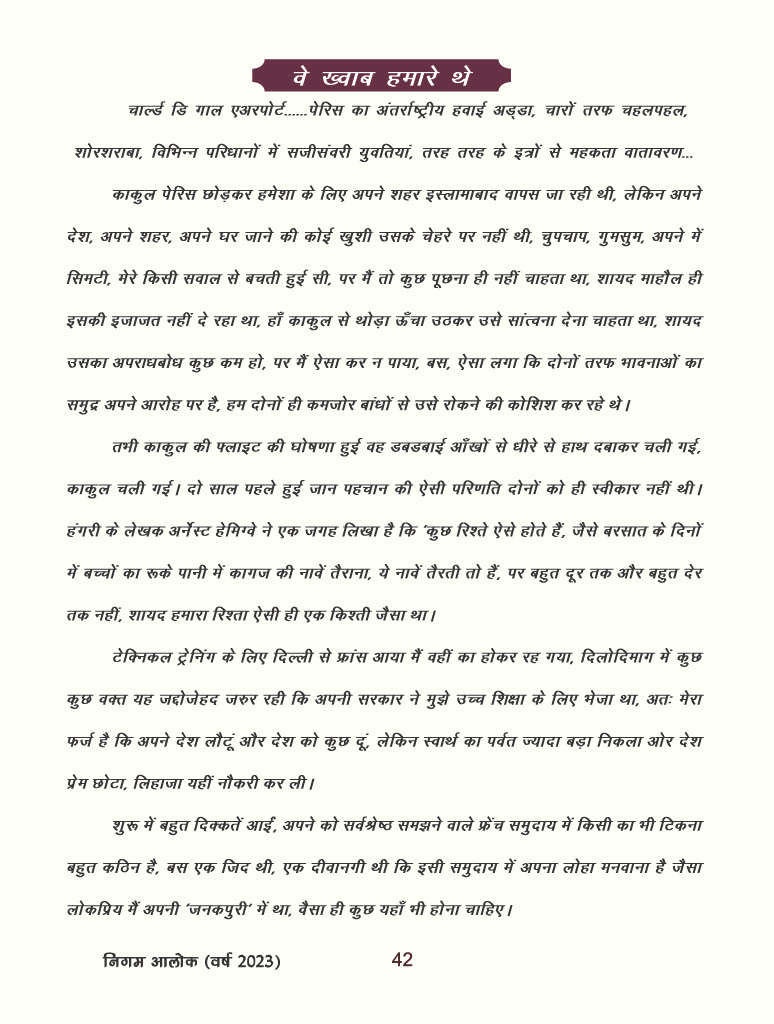 वे ख्वाब हमारे थे
चार्ल्ड डि गाल एअरपोर्ट......पेरिस का अंतर्राष्ट्रीय हवाई अड्डा, चारों तरफ चहलपहल,
शोरशराबा, विभिन्न परिधानों में सजीसंवरी युवतियां, तरह तरह के इत्रों से महकता वातावरण...
काकुल पेरिस छोड़कर हमेशा के लिए अपने शहर इस्लामाबाद वापस जा रही थी, लेकिन अपने
देश, अपने शहर, अपने घर जाने की कोई खुशी उसके चेहरे पर नहीं थी, चुपचाप, गुमसुम, अपने में
सिमटी, मेरे किसी सवाल से बचती हुई सी, पर मैं तो कुछ पूछना ही नहीं चाहता था, शायद माहौल ही
इसकी इजाजत नहीं दे रहा था, हाँ काकुल से थोड़ा ऊँचा उठकर उसे सांत्वना देना चाहता था, शायद
उसका अपराधबोध कुछ कम हो, पर मैं ऐसा कर न पाया, बस, ऐसा लगा कि दोनों तरफ भावनाओं का
समुद्र अपने आरोह पर है, हम दोनों ही कमजोर बांधों से उसे रोकने की कोशिश कर रहे थे।
तभी काकुल की फ्लाइट की घोषणा हुई वह डबडबाई आँखों से धीरे से हाथ दबाकर चली गई,
काकुल चली गई। दो साल पहले हुई जान पहचान की ऐसी परिणति दोनों को ही स्वीकार नहीं थी।
हंगरी के लेखक अर्नेस्ट हेमिग्वे ने एक जगह लिखा है कि 'कुछ रिश्ते ऐसे होते हैं, जैसे बरसात के दिनों
में बच्चों का रूके पानी में कागज की नावें तैराना, ये नावें तैरती तो हैं, पर बहुत दूर तक और बहुत देर
तक नहीं, शायद हमारा रिश्ता ऐसी ही एक किश्ती जैसा था।
टेक्निकल ट्रेनिंग के लिए दिल्ली से फ्रांस आया मैं वहीं का होकर रह गया, दिलोदिमाग में कुछ
कुछ वक्त यह जद्दोजेहद जरुर रही कि अपनी सरकार ने मुझे उच्च शिक्षा के लिए भेजा था, अतः मेरा
फर्ज है कि अपने देश लौटूं और देश को कुछ दूं, लेकिन स्वार्थ का पर्वत ज्यादा बड़ा निकला ओर देश
प्रेम छोटा, लिहाजा यहीं नौकरी कर ली।
शुरू में बहुत दिक्कतें आईं, अपने को सर्वश्रेष्ठ समझने वाले फ्रेंच समुदाय में किसी का भी टिकना
बहुत कठिन है, बस एक जिद थी, एक दीवानगी थी कि इसी समुदाय में अपना लोहा मनवाना है जैसा
लोकप्रिय मैं अपनी 'जनकपुरी' में था, वैसा ही कुछ यहाँ भी होना चाहिए।
निगम आलोक (वर्ष 2023)
42